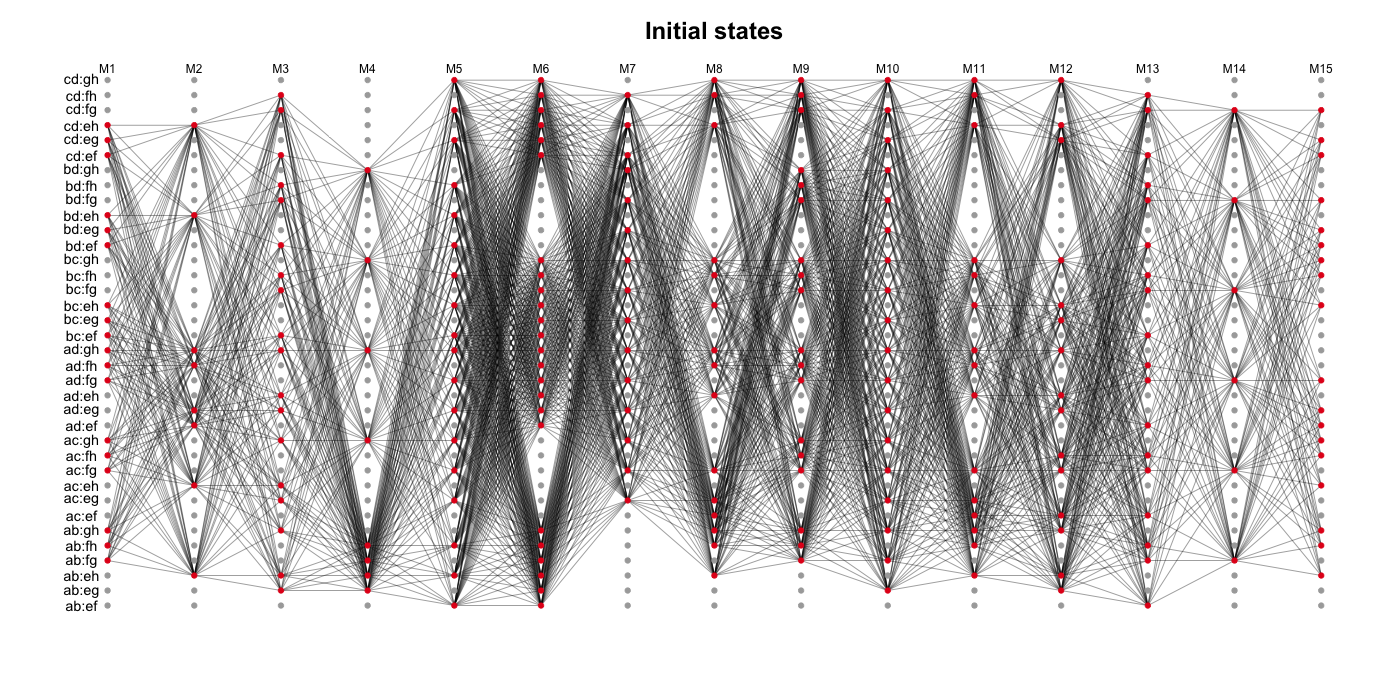 Initial states
M1 M2 M3 M4 M5 M6 M7 M8 M9 M10 M11 M12 M13 M14 M15
cd:gh
cd:fh
cd:fg
cd:eh
cd:eg
cd:ef
bd:gh
bd:fh
bd:fg
bd:eh
bd:eg
bd:ef
bc:gh
bc:fh
bc:fg
bc:eh
bc:eg
bc:ef
ad:gh
ad:fh
ad:fg
ad:eh
ad:eg
ad:ef
ac:gh
ac:fh
ac:fg
ac:eh
ac:eg
ac:ef
ab:gh
ab:fh
ab:fg
ab:eh
ab:eg
ab:ef